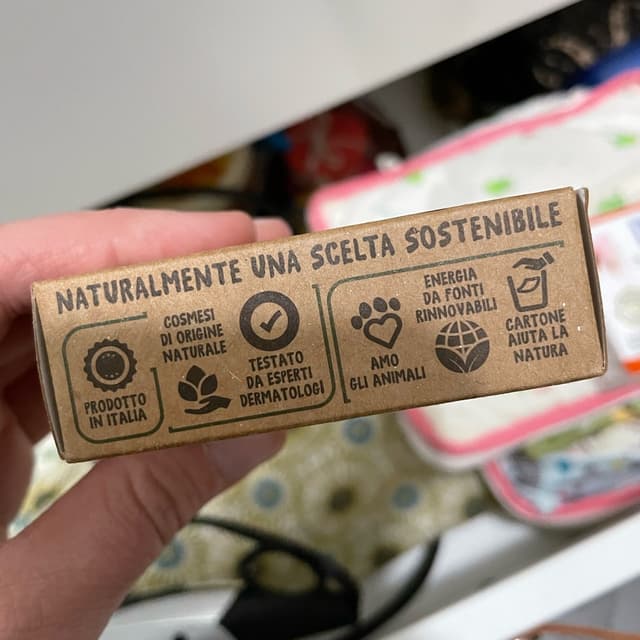 NATURALMENTE UNA SCELTA SOSTENIBILE
PRODOTTO
IN ITALIA
COSMESI
DI ORIGINE
NATURALE
TESTATO
DA ESPERTI
DERMATOLOGI
AMO
GLI ANIMALI
ENERGIA
DA FONTI
RINNOVABILI
CARTONE
AIUTA LA
NATURA